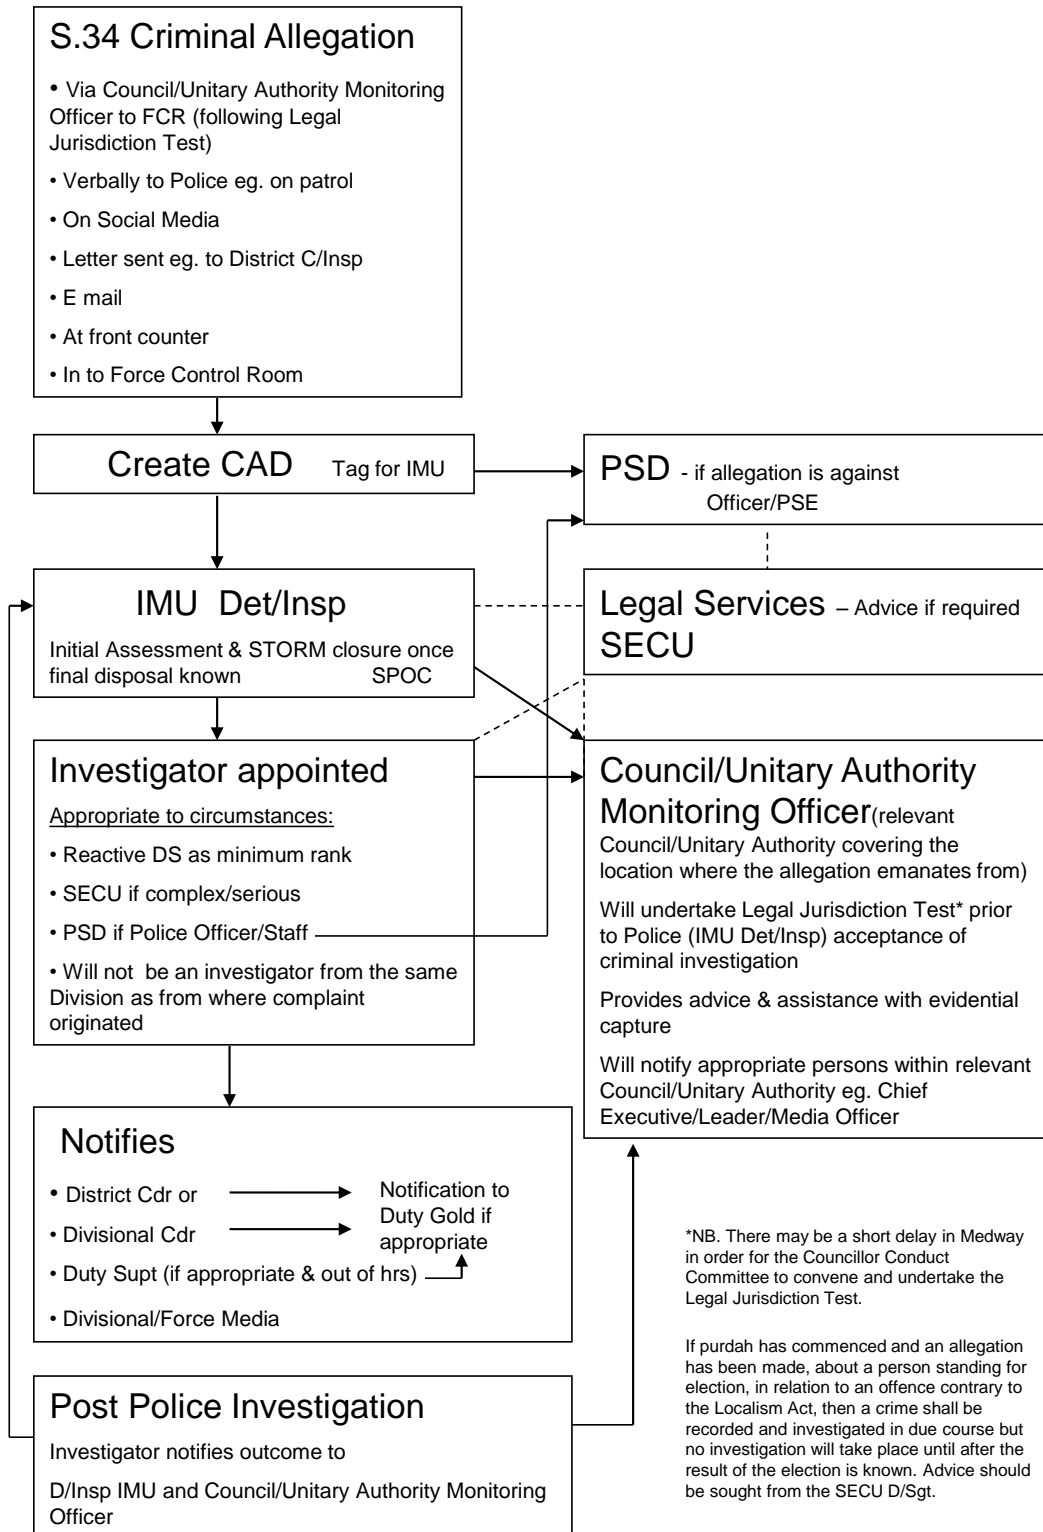 S.34 Criminal Allegation
• Via Council/Unitary Authority Monitoring
Officer to FCR (following Legal
Jurisdiction Test)
• Verbally to Police eg. on patrol
• On Social Media
• Letter sent eg. to District C/Insp
• E mail
• At front counter
• In to Force Control Room
Create CAD Tag for IMU
PSD - if allegation is against
Officer/PSE
IMU Det/Insp
Initial Assessment & STORM closure once
final disposal known SPOC
Legal Services – Advice if required
SECU
Investigator appointed
Appropriate to circumstances:
• Reactive DS as minimum rank
• SECU if complex/serious
• PSD if Police Officer/Staff
• Will not be an investigator from the same
Division as from where complaint
originated
Council/Unitary Authority
Monitoring Officer(relevant
Council/Unitary Authority covering the
location where the allegation emanates from)
Will undertake Legal Jurisdiction Test* prior
to Police (IMU Det/Insp) acceptance of
criminal investigation
Provides advice & assistance with evidential
capture
Will notify appropriate persons within relevant
Council/Unitary Authority eg. Chief
Executive/Leader/Media Officer
Notifies
• District Cdr or
• Divisional Cdr
• Duty Supt (if appropriate & out of hrs)
• Divisional/Force Media
Notification to
Duty Gold if
appropriate
*NB. There may be a short delay in Medway
in order for the Councillor Conduct
Committee to convene and undertake the
Legal Jurisdiction Test.
If purdah has commenced and an allegation
has been made, about a person standing for
election, in relation to an offence contrary to
the Localism Act, then a crime shall be
recorded and investigated in due course but
no investigation will take place until after the
result of the election is known. Advice should
be sought from the SECU D/Sgt.
Post Police Investigation
Investigator notifies outcome to
D/Insp IMU and Council/Unitary Authority Monitoring
Officer